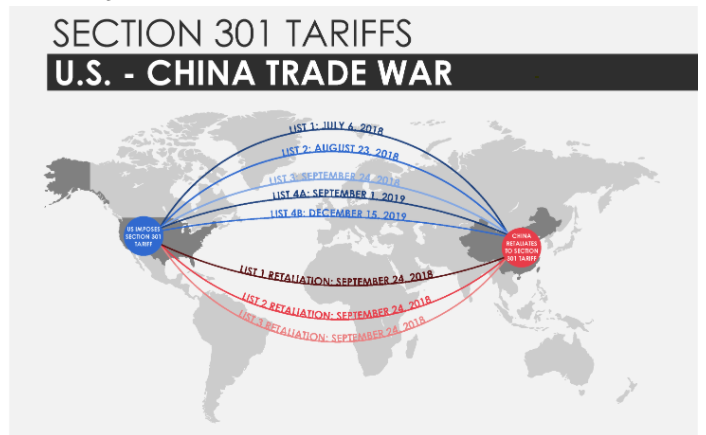 SECTION 301 TARIFFS
U.S. - CHINA TRADE WAR
LIST 1: JULY 6, 2018
LIST 2: AUGUST 23, 2018
LIST 3: SEPTEMBER 24, 2018
LIST 4A: SEPTEMBER 1, 2019
LIST 4B: DECEMBER 15, 2019
US IMPOSES
SECTION 301
TARIFF
CHINA
RETALIATES
TO SECTION
301 TARIFF
LIST 1 RETALIATION: SEPTEMBER 24, 2018
LIST 2 RETALIATION: SEPTEMBER 24, 2018
LIST 3 RETALIATION: SEPTEMBER 24, 2018